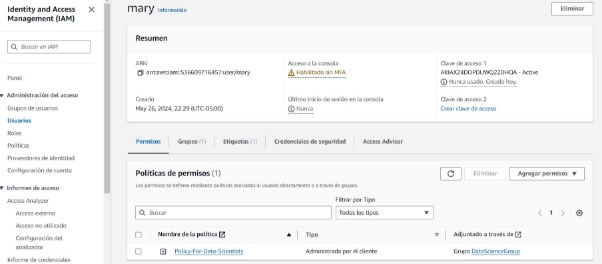 Identity and Access Management (IAM)
Buscar en IAM
Panel
Administración del acceso
Grupos de usuarios
Usuarios
Roles
Políticas
Proveedores de identidad
Configuración de cuenta
Informes de acceso
Access Analyzer
Acceso externo
Acceso no utilizado
Configuración del analizador
Informe de credenciales
mary Información
Eliminar
Resumen
ARN
arn:aws:iam::556609716457:user/mary
Acceso a la consola
Habilitado sin MFA
Clave de acceso 1
- Active
Nunca usado. Creado hoy.
Creado
May 26, 2024, 22:29 (UTC-05:00)
Último inicio de sesión en la consola
Nunca
Clave de acceso 2
Crear clave de acceso
Permisos
Grupos (1)
Etiquetas (1)
Credenciales de seguridad
Access Advisor
Políticas de permisos (1)
Eliminar
Agregar permisos
Los permisos se definen mediante políticas asociadas al usuario directamente o a través de grupos.
Filtrar por Tipo
Buscar
Todos los tipos
1
Nombre de la política
Tipo
Adjuntado a través de
Policy-For-Data-Scientists
Administrada por el cliente
Grupo DataScienceGroup